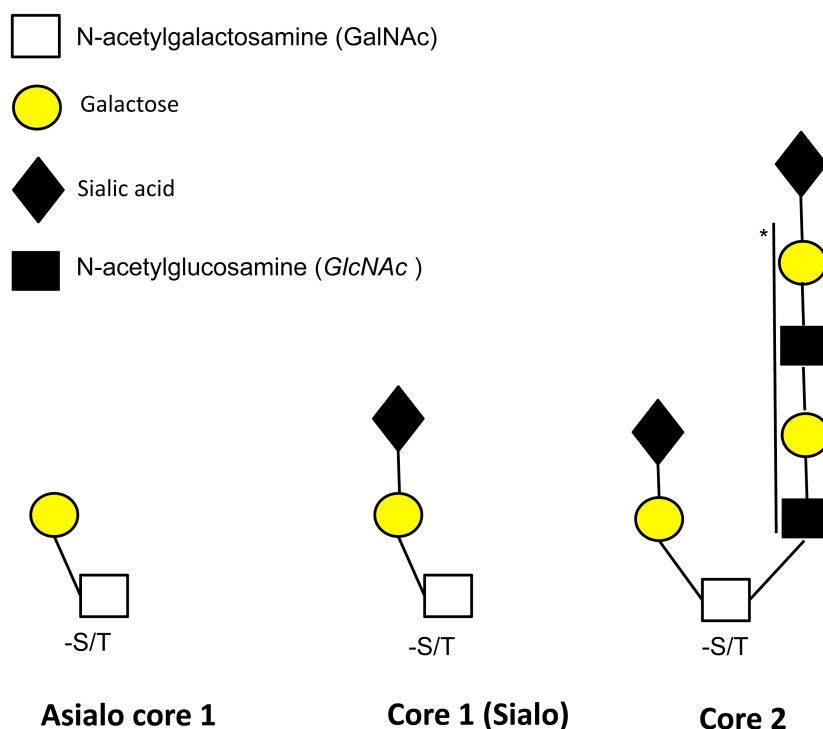 N-acetylgalactosamine (GalNAc)
Galactose
Sialic acid
N-acetylglucosamine (GlcNAc )
*
-S/T
-S/T
-S/T
Asialo core 1
Core 1 (Sialo)
Core 2